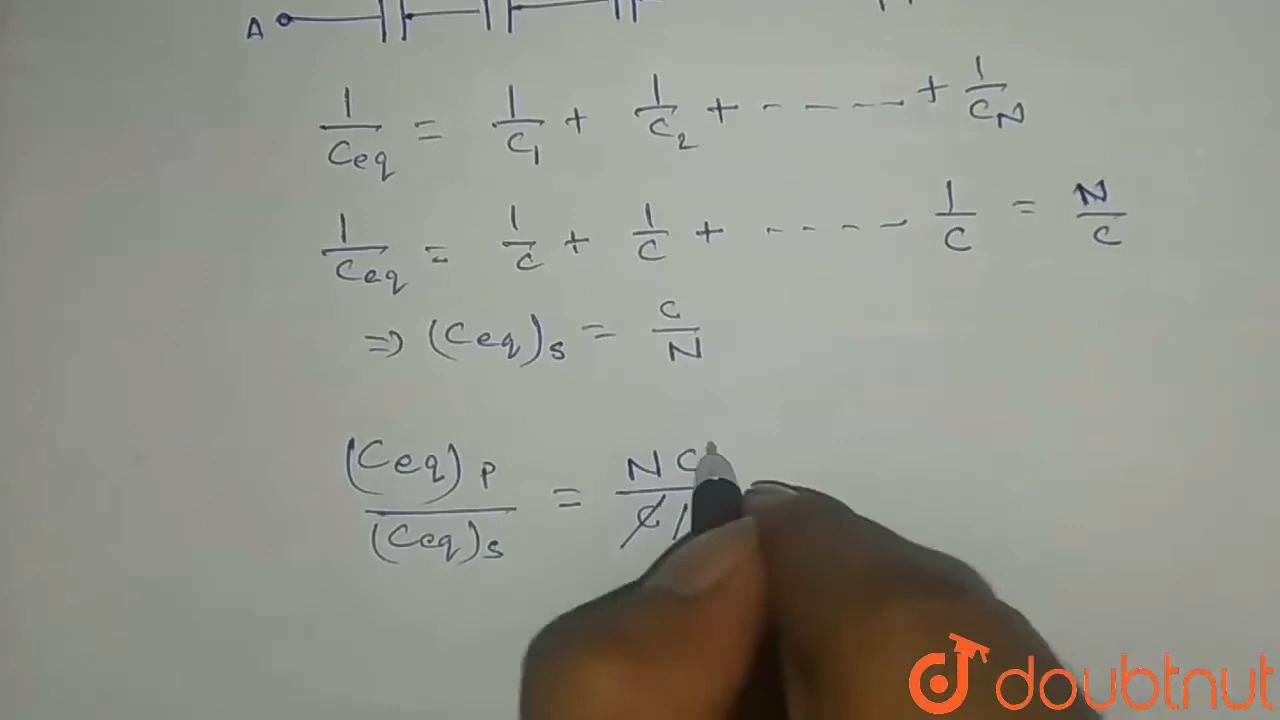 A
1/Ceq = 1/C1 + 1/C2 + ----- + 1/CN
1/Ceq = 1/C + 1/C + ----- 1/C = N/C
⇒ (Ceq)s = C/N
(Ceq)P/(Ceq)s = NC/C/
doubtnut